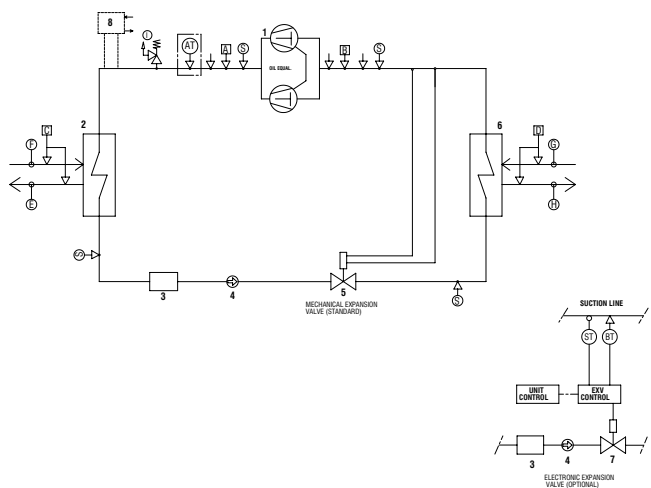 8
I
AT
A
S
1
OIL EQUAL.
B
S
C
2
F
E
6
D
G
H
S
3
4
5
S
MECHANICAL EXPANSION
VALVE (STANDARD)
SUCTION LINE
ST
BT
UNIT
CONTROL
EXV
CONTROL
3
4
7
ELECTRONIC EXPANSION
VALVE (OPTIONAL)